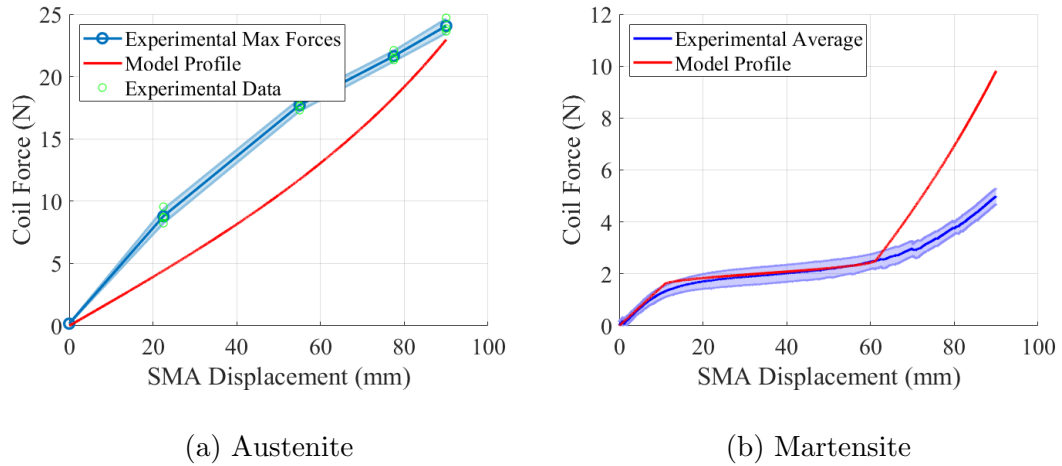 25
20
15
10
5
0
Coil Force (N)
Experimental Max Forces
Model Profile
Experimental Data
0
20
40
60
80
100
SMA Displacement (mm)
(a) Austenite
12
10
8
6
4
2
0
Coil Force (N)
Experimental Average
Model Profile
0
20
40
60
80
100
SMA Displacement (mm)
(b) Martensite